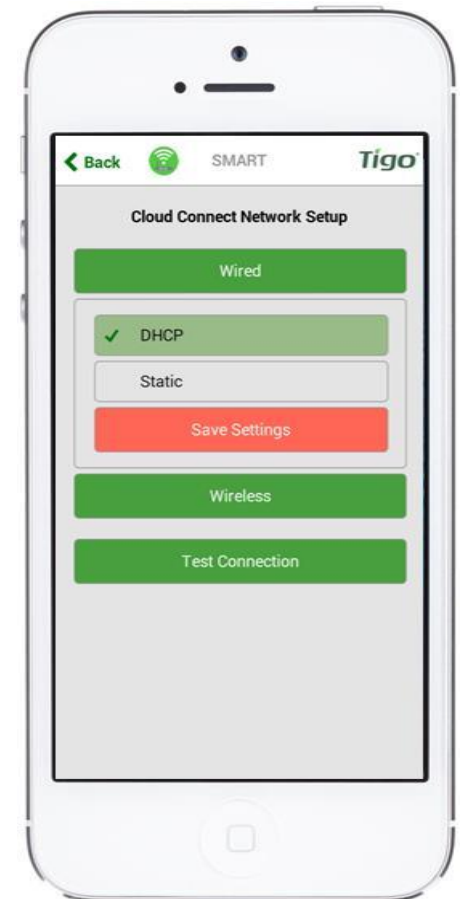 Back
SMART
Tigo
Cloud Connect Network Setup
Wired
DHCP
Static
Save Settings
Wireless
Test Connection